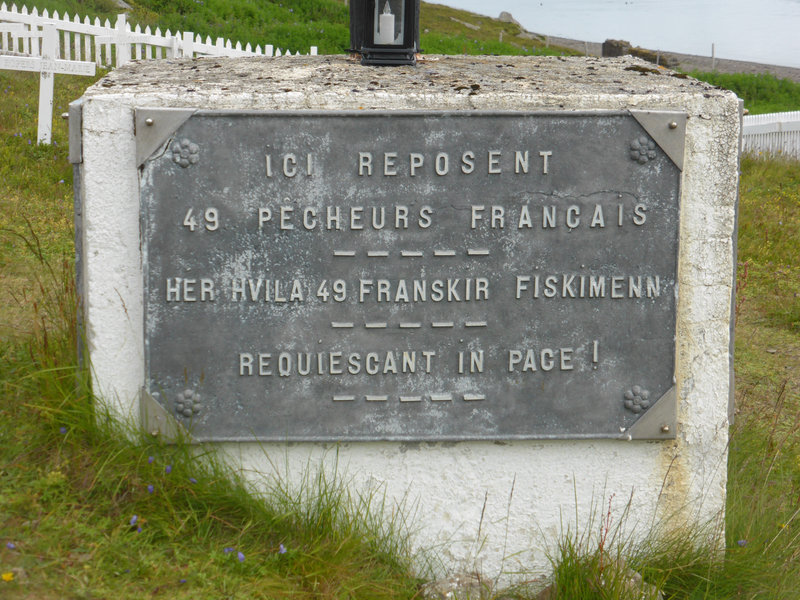 ICI REPOSENT
49 PECHEURS FRANÇAIS
HER HVILA 49 FRANSKIR FISKIMENN
REQUIESCANT IN PACE !